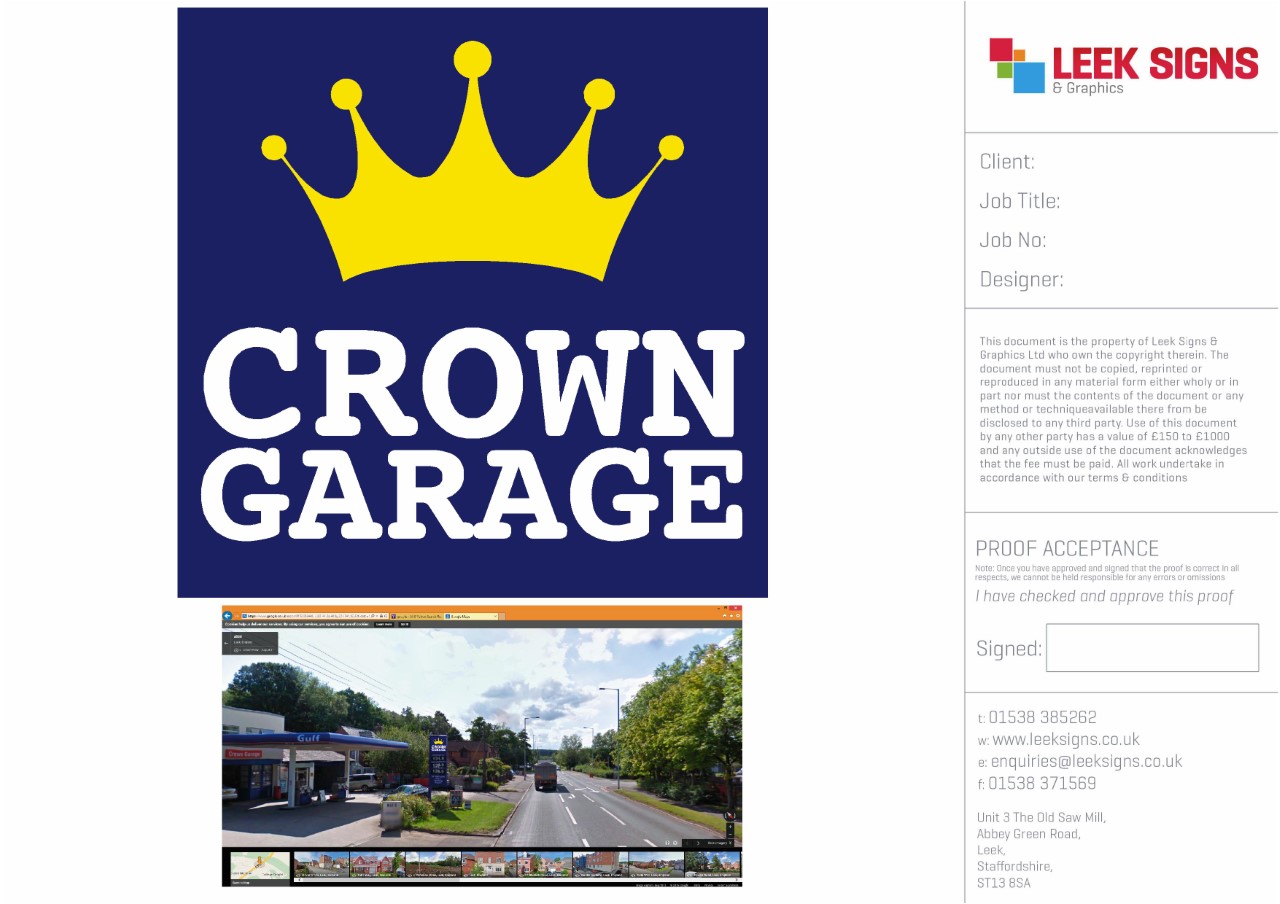 CROWN
GARAGE
Gulf
Crown Garage
CROWN
GARAGE
LEEK SIGNS
& Graphics
Client:
Job Title:
Job No:
Designer:
This document is the property of Leek Signs &
Graphics Ltd who own the copyright therein. The
document must not be copied, reprinted or
reproduced in any material form either wholy or in
part nor must the contents of the document or any
method or techniqueavailable there from be
disclosed to any third party. Use of this document
by any other party has a value of £150 to £1000
and any outside use of the document acknowledges
that the fee must be paid. All work undertake in
accordance with our terms & conditions
PROOF ACCEPTANCE
Note: Once you have approved and signed that the proof is correct in all
respects, we cannot be held responsible for any errors or omissions
I have checked and approve this proof
Signed:
t: 01538 385262
w: www.leeksigns.co.uk
e: enquiries@leeksigns.co.uk
f: 01538 371569
Unit 3 The Old Saw Mill,
Abbey Green Road,
Leek,
Staffordshire,
ST13 8SA